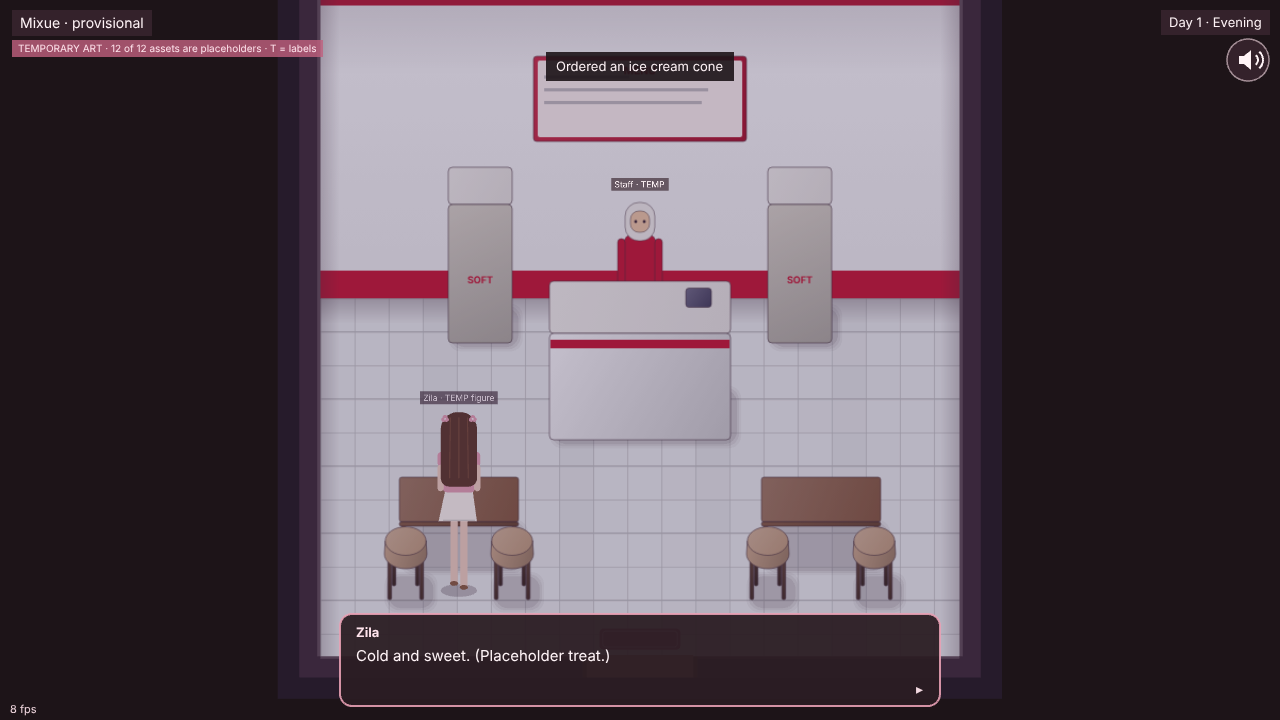 Mixue · provisional
Day 1 · Evening
TEMPORARY ART · 12 of 12 assets are placeholders · T = labels
Ordered an ice cream cone
Staff · TEMP
SOFT
SOFT
Zila · TEMP figure
Zila
Cold and sweet. (Placeholder treat.)
8 fps